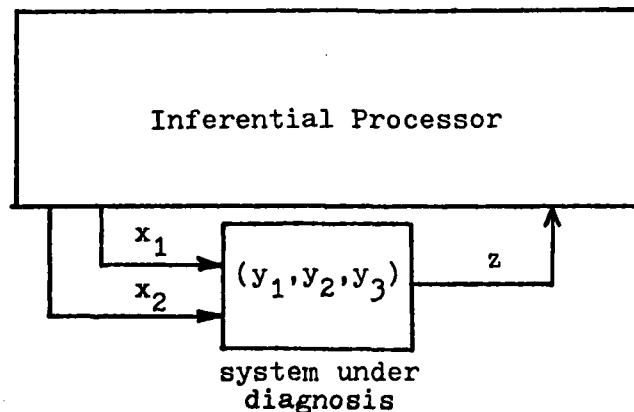 Inferential Processor
x₁
x₂
(y₁,y₂,y₃)
z
system under
diagnosis